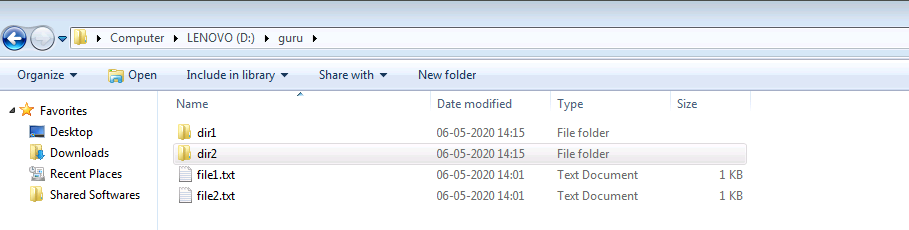 Computer LENOVO (D:) guru
Organize Open Include in library Share with New folder
Favorites
Desktop
Downloads
Recent Places
Shared Softwares
Name Date modified Type Size
dir1 06-05-2020 14:15 File folder
dir2 06-05-2020 14:15 File folder
file1.txt 06-05-2020 14:01 Text Document 1 KB
file2.txt 06-05-2020 14:01 Text Document 1 KB